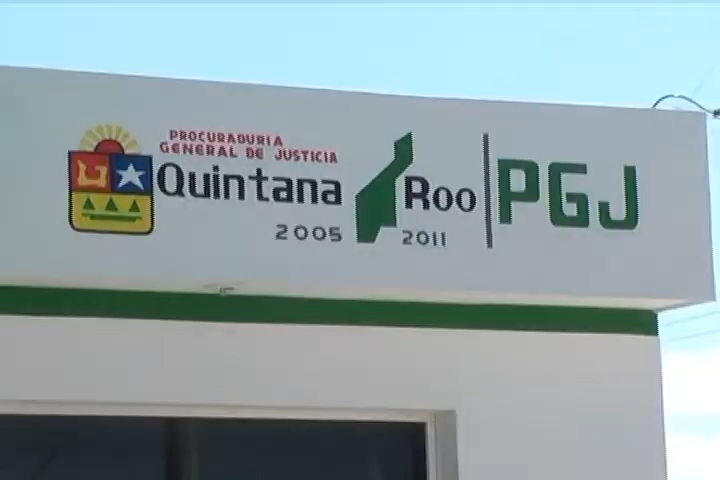 PROCURADURIA
GENERAL DE JUSTICIA
Quintana Roo PGJ
2005 2011